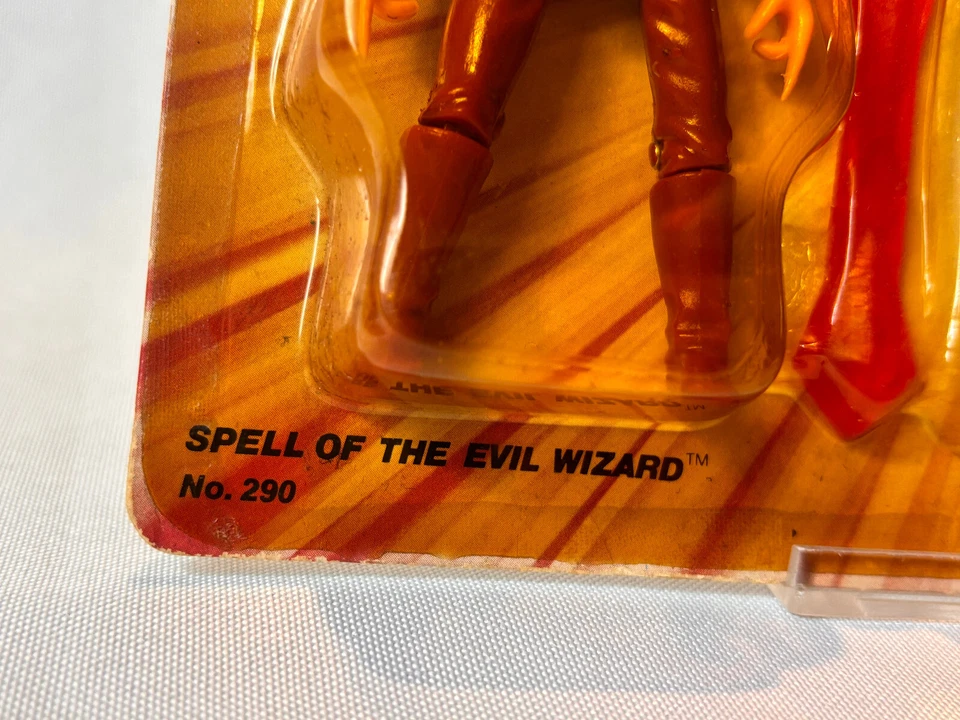 SPELL OF THE EVIL WIZARD™
No. 290